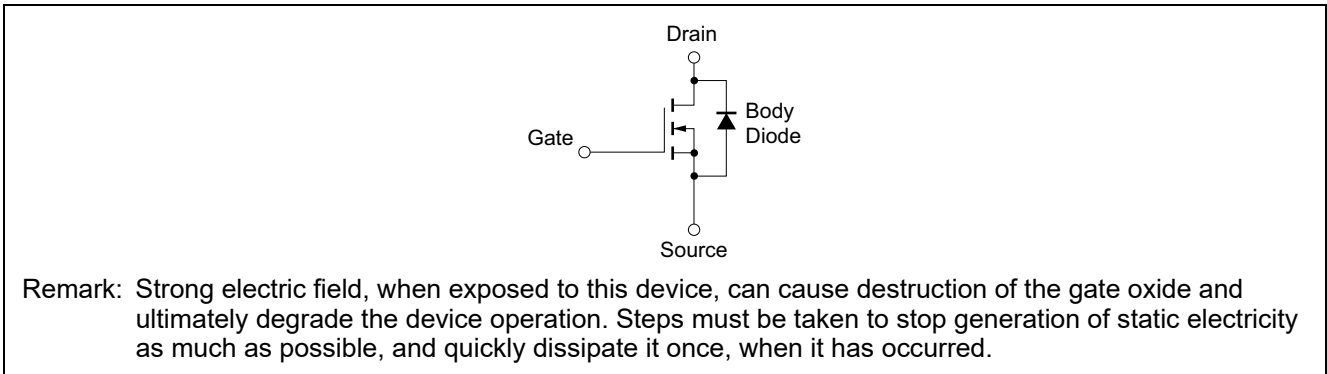 Drain
Body
Diode
Gate
Source
Remark: Strong electric field, when exposed to this device, can cause destruction of the gate oxide and
ultimately degrade the device operation. Steps must be taken to stop generation of static electricity
as much as possible, and quickly dissipate it once, when it has occurred.